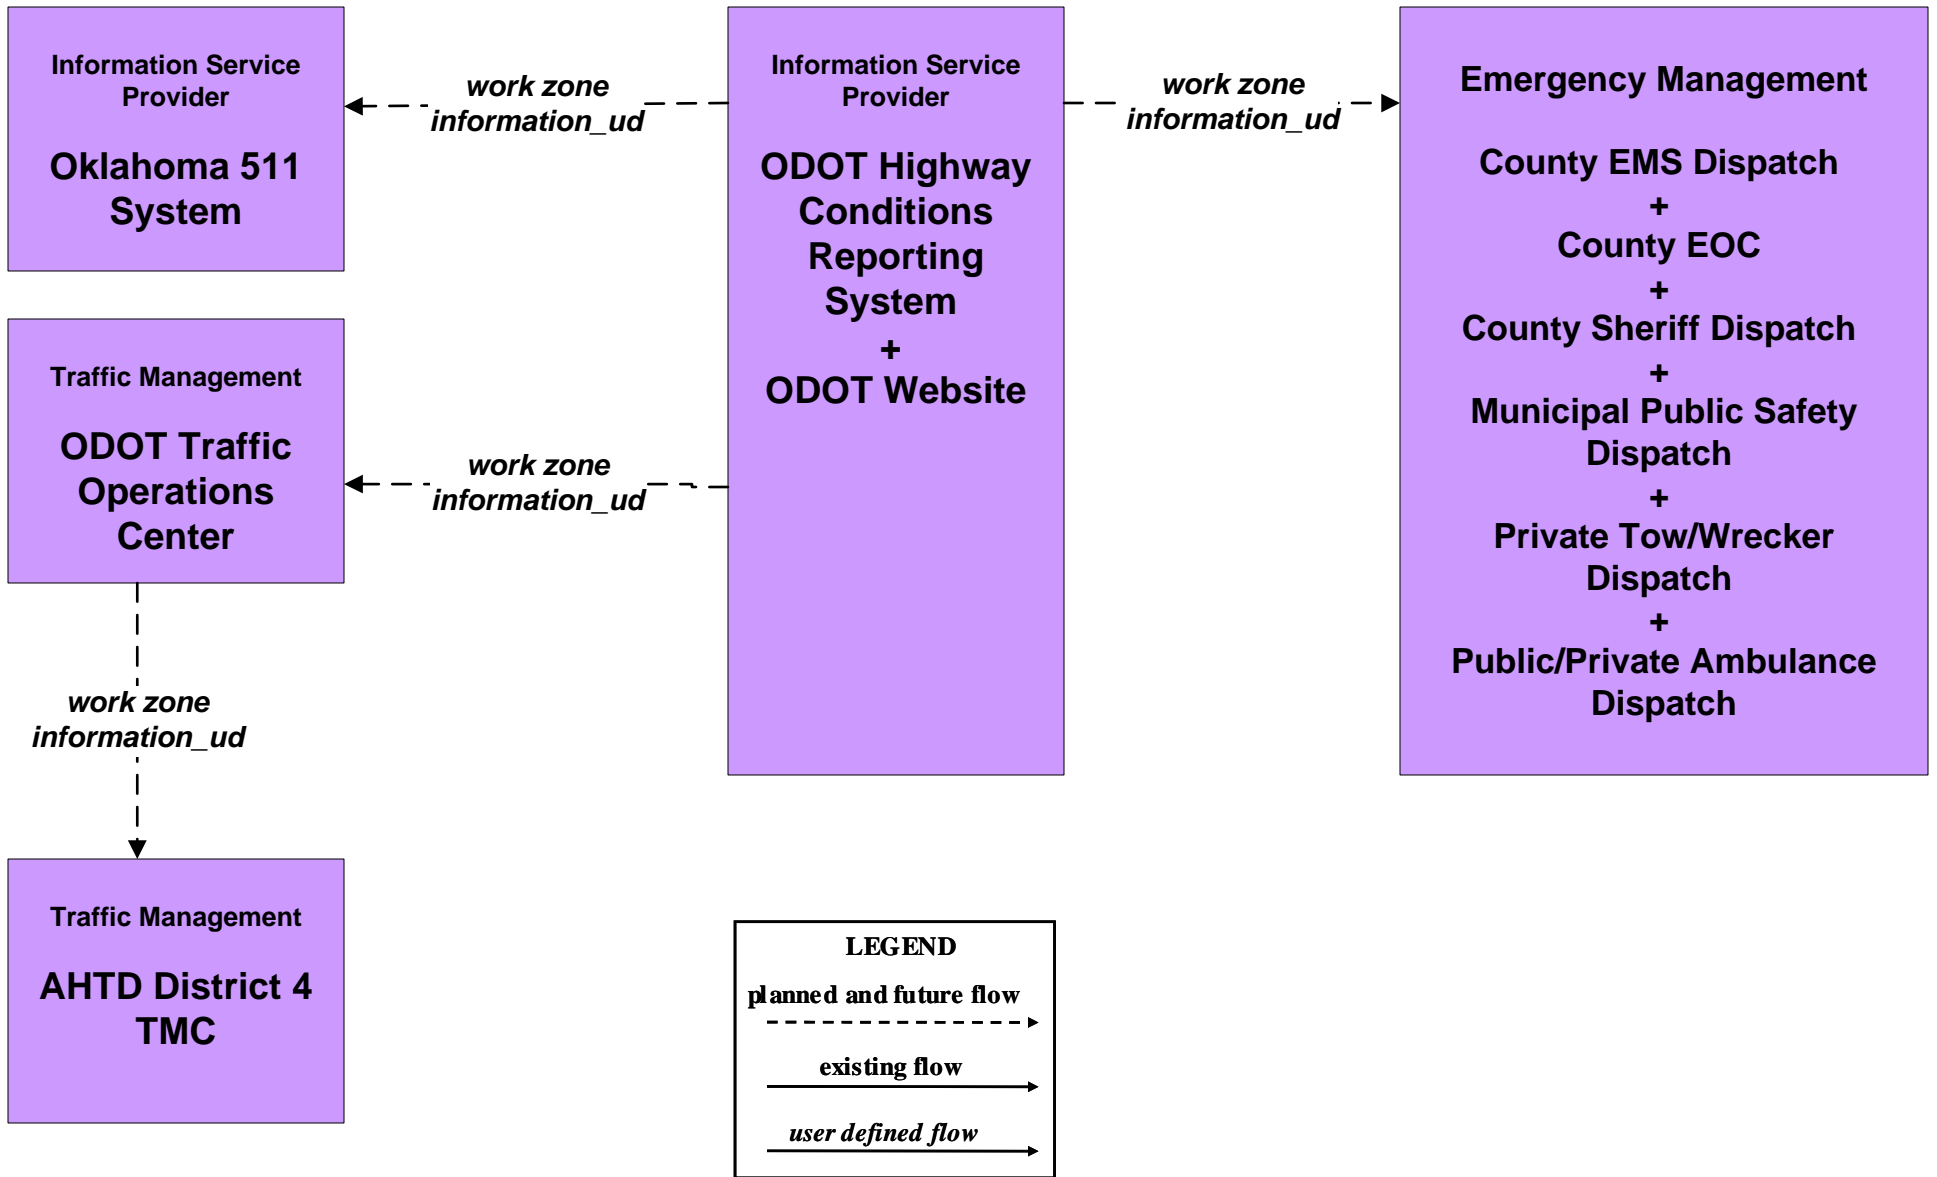 Information Service
Provider
Oklahoma 511
System
work zone
information_ud
Information Service
Provider
ODOT Highway
Conditions
Reporting
System
+
ODOT Website
work zone
information_ud
Emergency Management
County EMS Dispatch
+
County EOC
+
County Sheriff Dispatch
+
Municipal Public Safety
Dispatch
+
Private Tow/Wrecker
Dispatch
+
Public/Private Ambulance
Dispatch
Traffic Management
ODOT Traffic
Operations
Center
work zone
information_ud
work zone
information_ud
Traffic Management
AHTD District 4
TMC
LEGEND
planned and future flow
existing flow
user defined flow